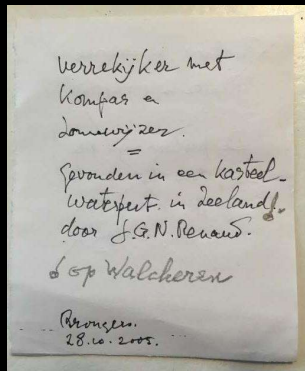 verrekijker met
kompas en
zonnewijzer.
=
gevonden in een kasteel-
waterput. in Zeeland!
door J.G.N. Renaud.
op Walcheren
Brongers.
28.10.2005.